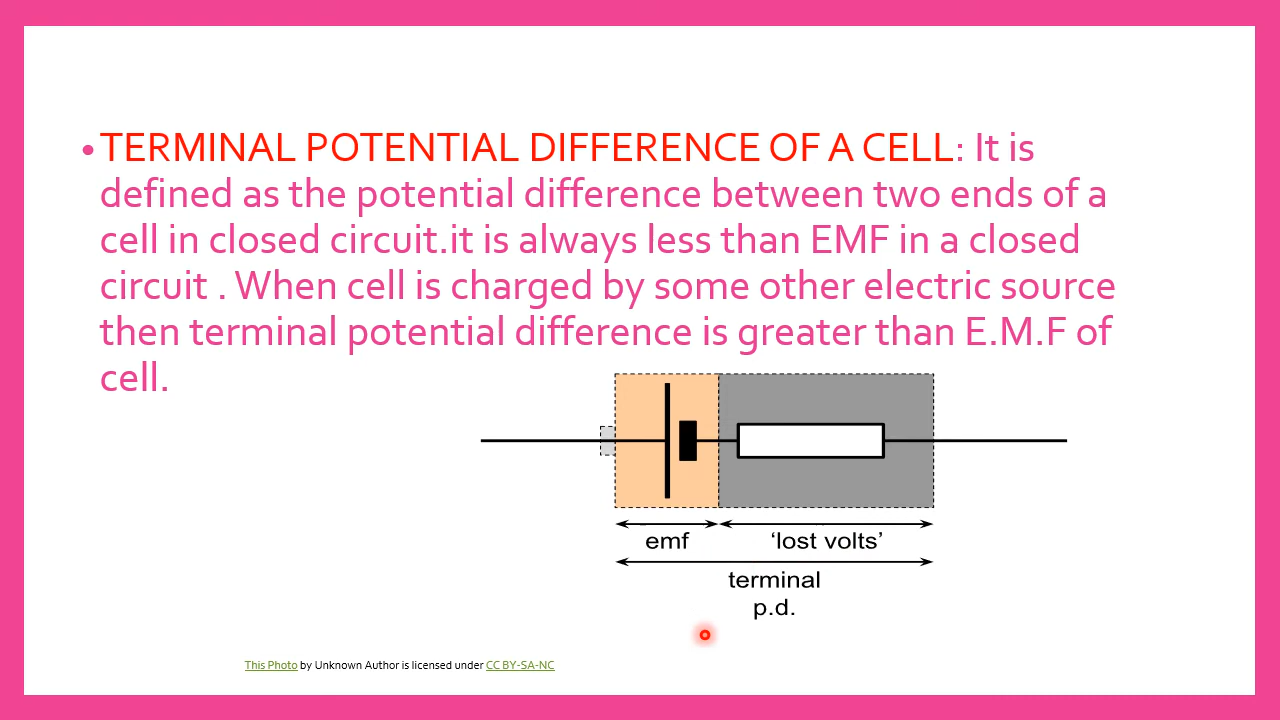 •TERMINAL POTENTIAL DIFFERENCE OF A CELL: It is
defined as the potential difference between two ends of a
cell in closed circuit.it is always less than EMF in a closed
circuit . When cell is charged by some other electric source
then terminal potential difference is greater than E.M.F of
cell.
emf
‘lost volts’
terminal
p.d.
This Photo by Unknown Author is licensed under CC BY-SA-NC